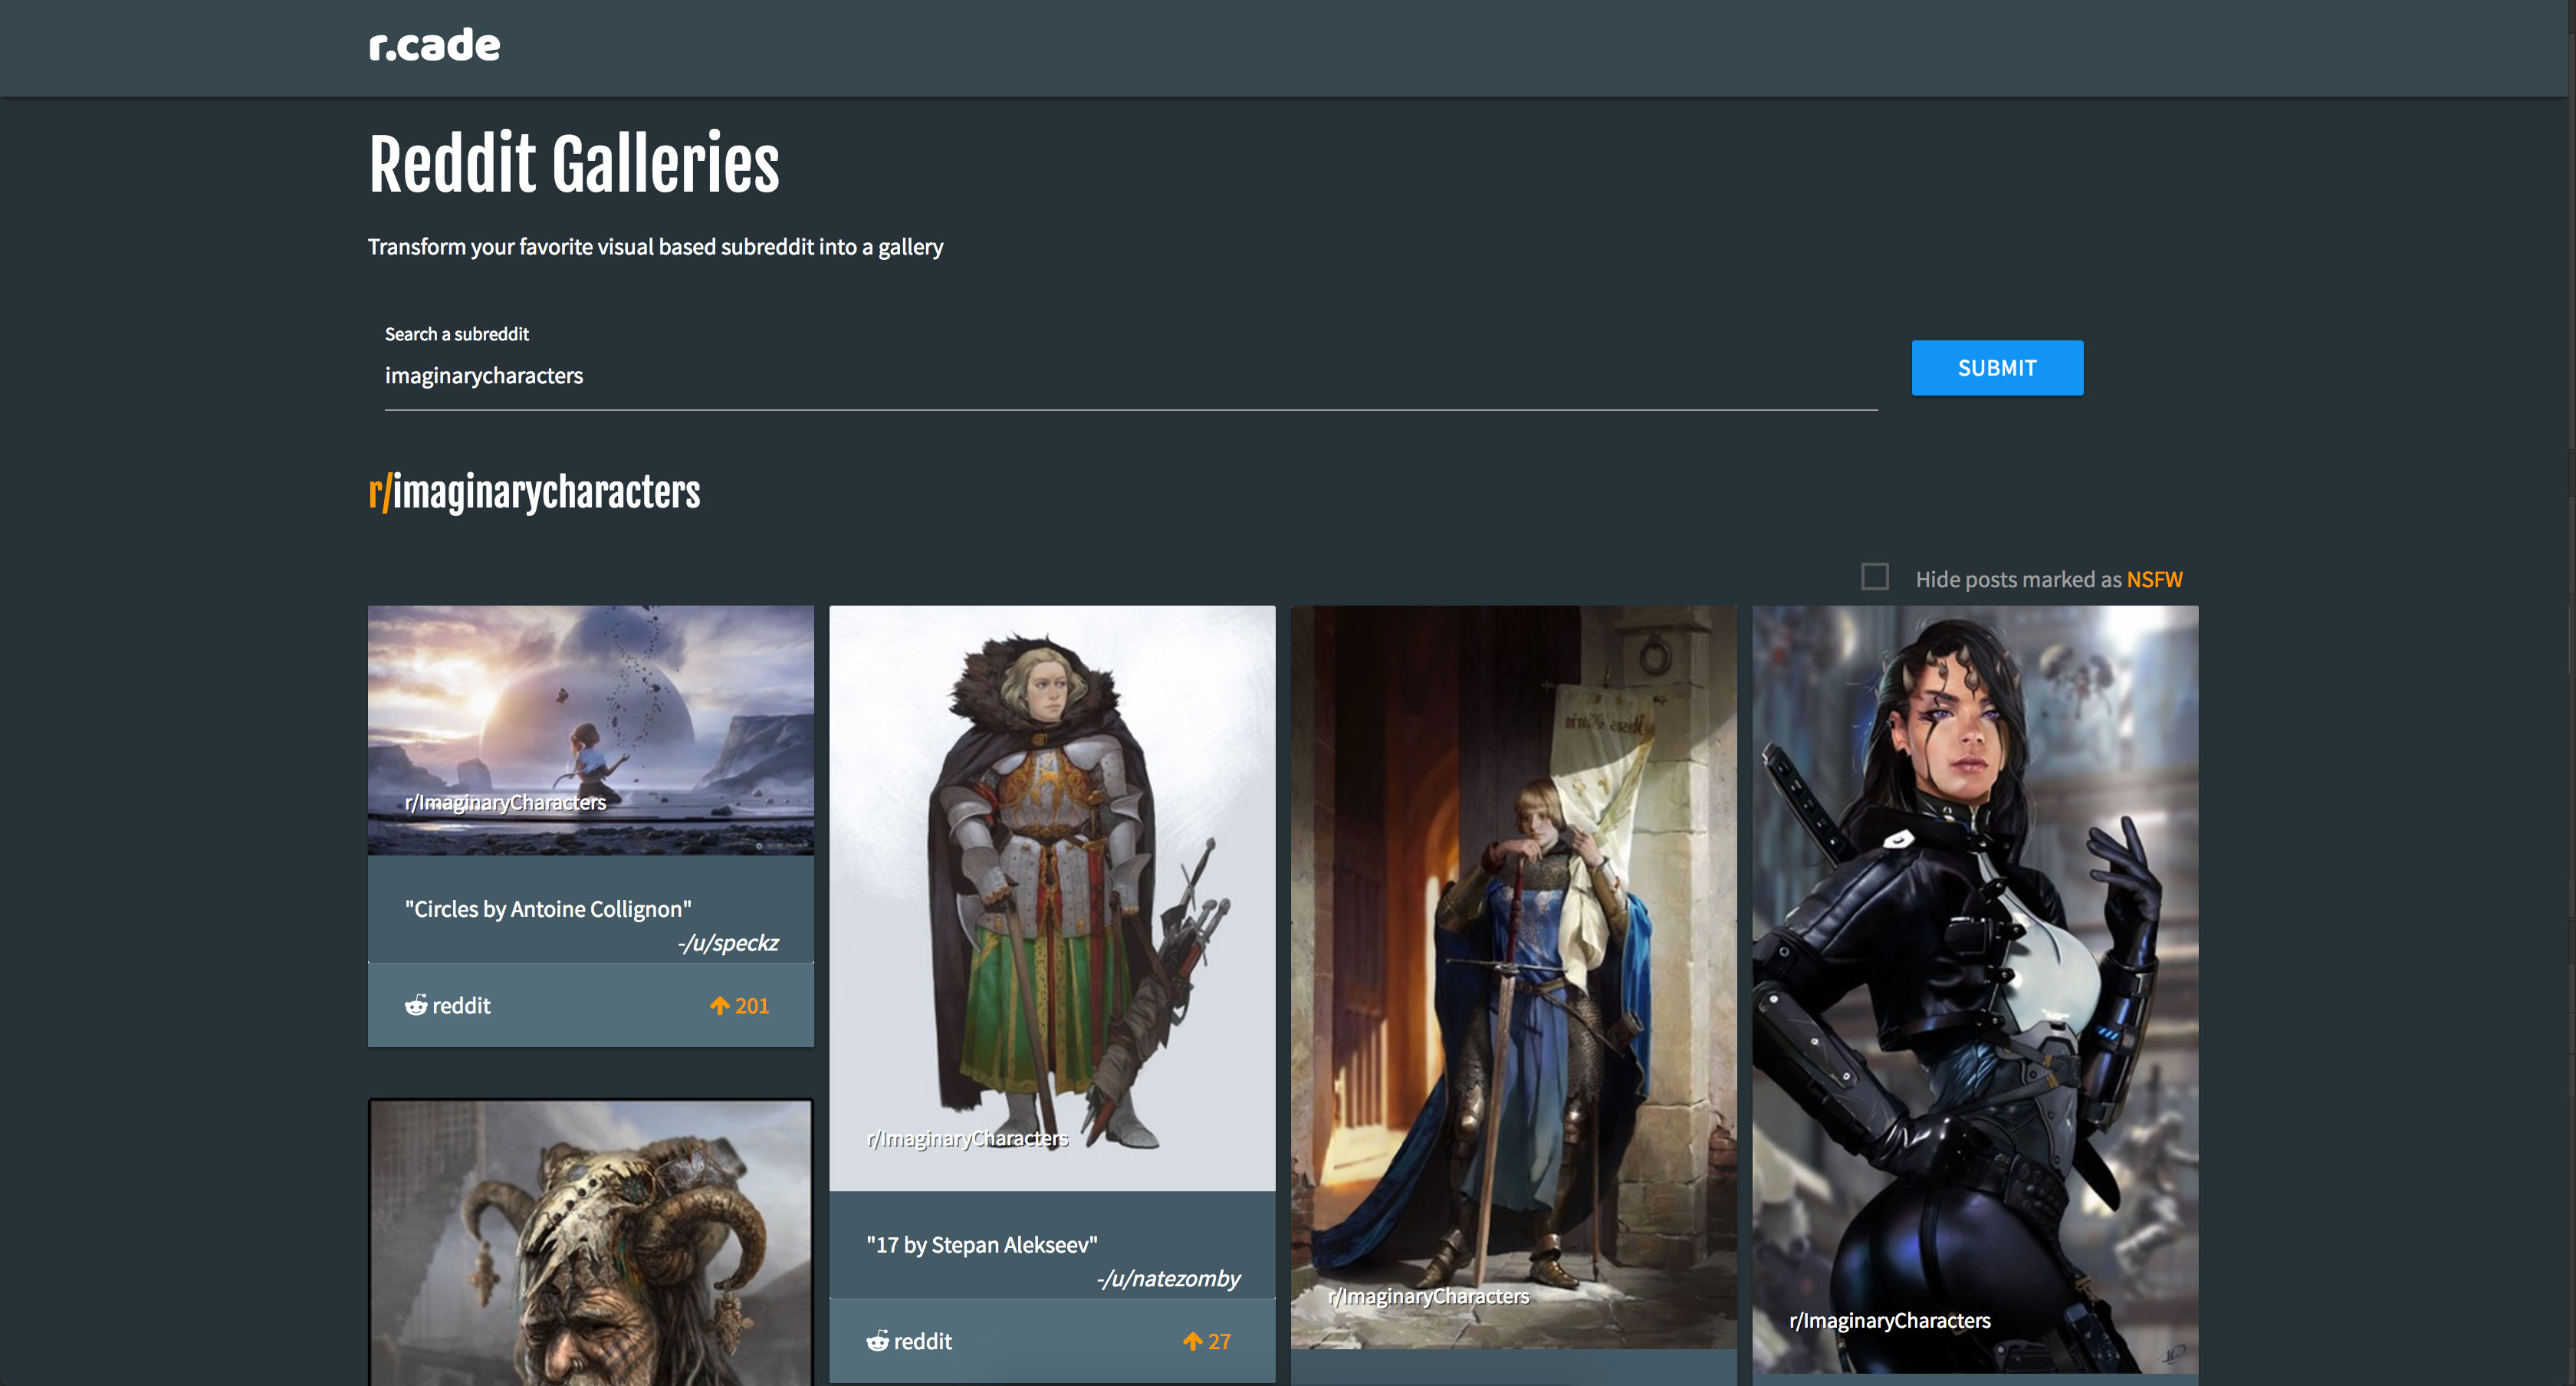 r.cade
Reddit Galleries
Transform your favorite visual based subreddit into a gallery
Search a subreddit
imaginarycharacters
SUBMIT
r/imaginarycharacters
Hide posts marked as NSFW
r/ImaginaryCharacters
"Circles by Antoine Collignon"
-/u/speckz
reddit
201
r/ImaginaryCharacters
"17 by Stepan Alekseev"
-/u/natezomby
reddit
27
r/ImaginaryCharacters
r/ImaginaryCharacters